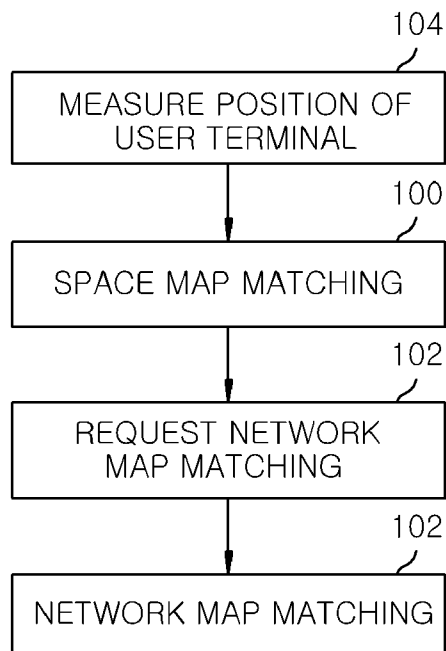 104
MEASURE POSITION OF
USER TERMINAL
100
SPACE MAP MATCHING
102
REQUEST NETWORK
MAP MATCHING
102
NETWORK MAP MATCHING